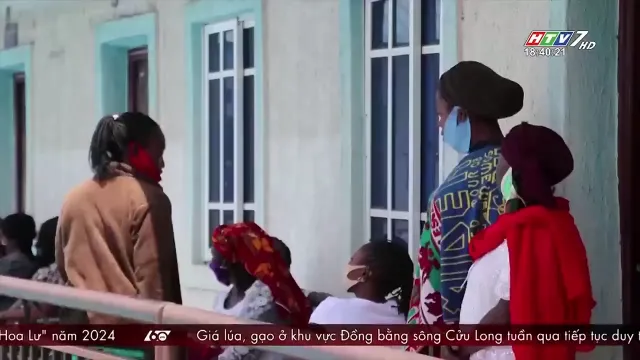 HTV7 HD
18:40:21
Hoa Lư" năm 2024 60 Giá lúa, gạo ở khu vực Đồng bằng sông Cửu Long tuần qua tiếp tục duy t